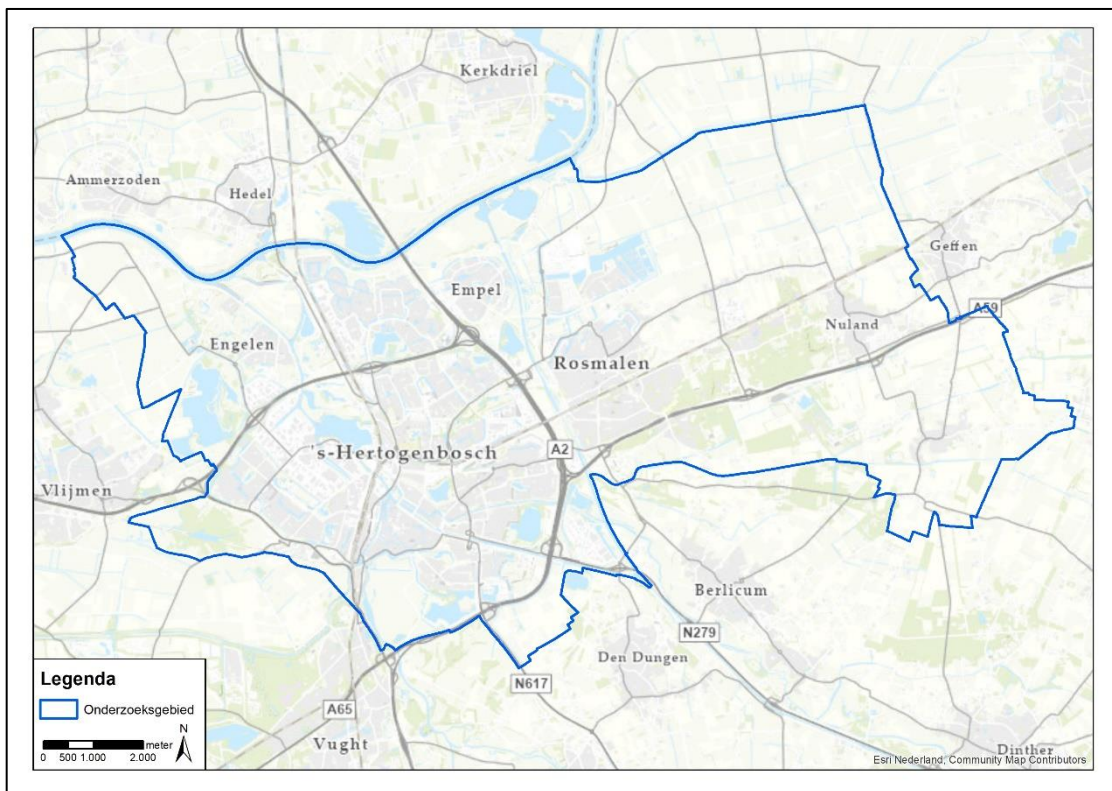 Kerkdriel
Ammerzoden
Hedel
Geffen
Empel
A59
Nuland
Engelen
Rosmalen
's-Hertogenbosch
A2
Vlijmen
Berlicum
N279
Den Dungen
N617
A65
Vught
Dinther
Legenda
Onderzoeksgebied
N
meter
0 500 1.000 2.000
Esri Nederland, Community Map Contributors